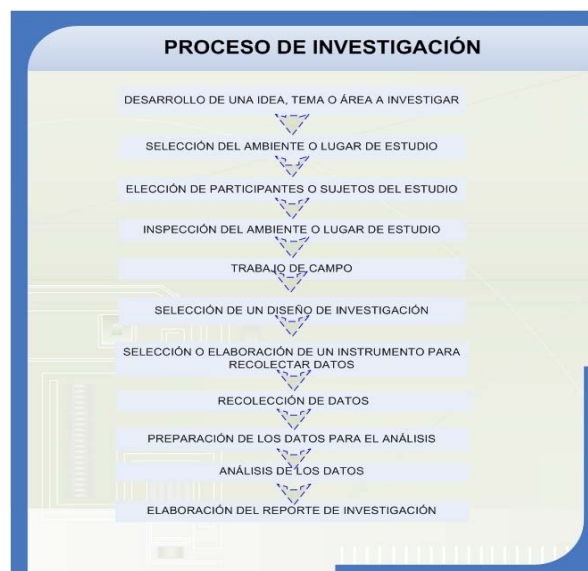 PROCESO DE INVESTIGACIÓN
DESARROLLO DE UNA IDEA, TEMA O ÁREA A INVESTIGAR
SELECCIÓN DEL AMBIENTE O LUGAR DE ESTUDIO
ELECCIÓN DE PARTICIPANTES O SUJETOS DEL ESTUDIO
INSPECCIÓN DEL AMBIENTE O LUGAR DE ESTUDIO
TRABAJO DE CAMPO
SELECCIÓN DE UN DISEÑO DE INVESTIGACIÓN
SELECCIÓN O ELABORACIÓN DE UN INSTRUMENTO PARA
RECOLECTAR DATOS
RECOLECCIÓN DE DATOS
PREPARACIÓN DE LOS DATOS PARA EL ANÁLISIS
ANÁLISIS DE LOS DATOS
ELABORACIÓN DEL REPORTE DE INVESTIGACIÓN